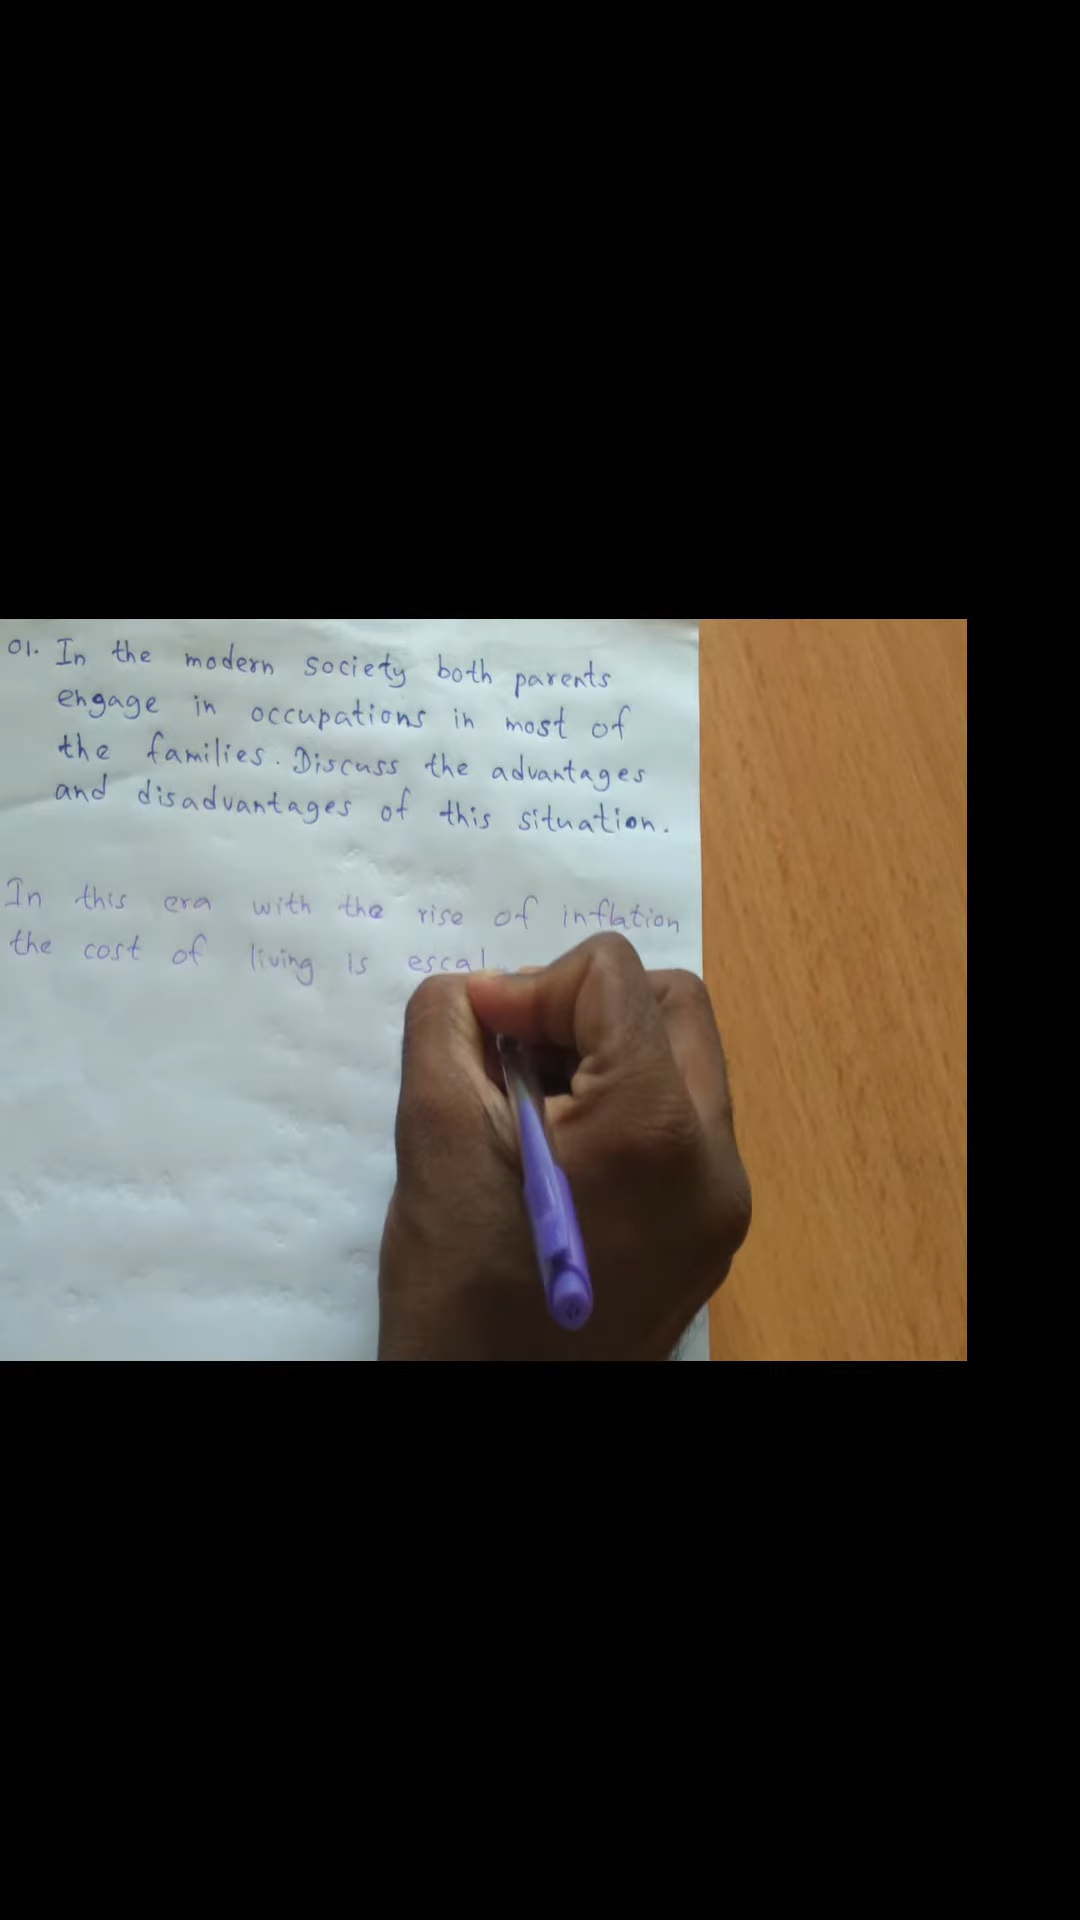 01. In the modern society both parents
engage in occupations in most of
the families. Discuss the advantages
and disadvantages of this situation.
In this era with the rise of inflation
the cost of living is escal